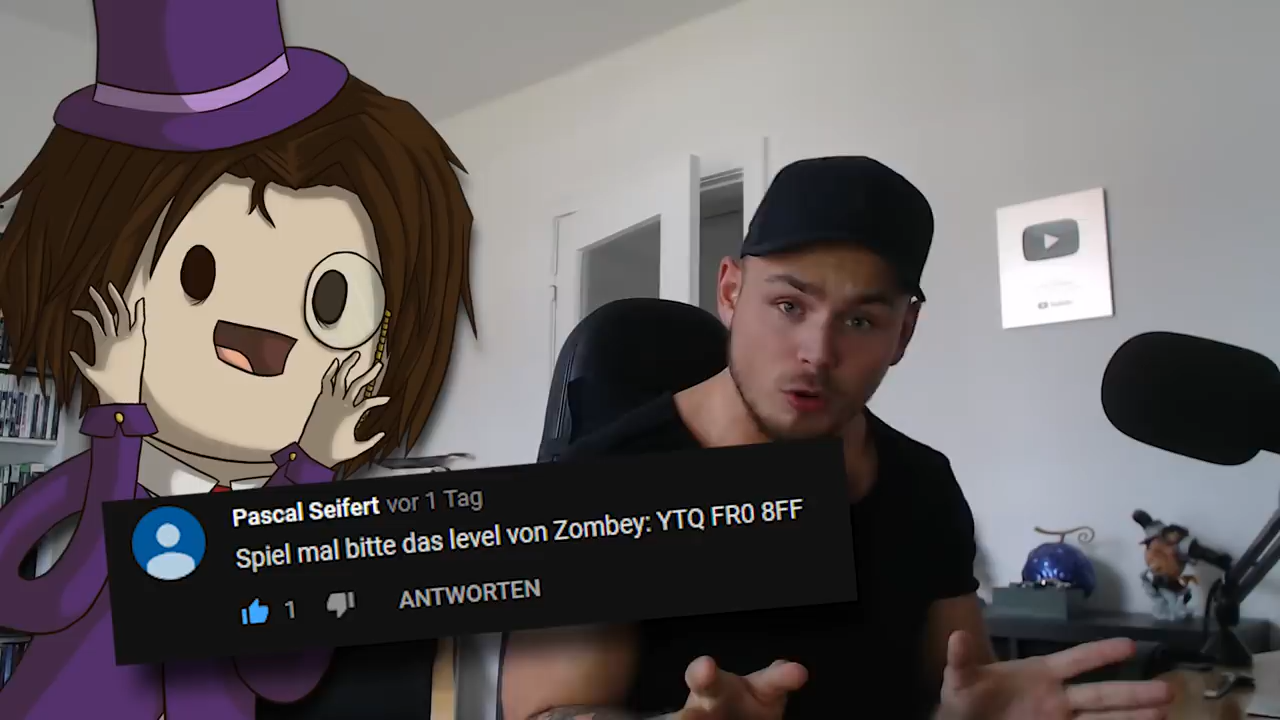 Pascal Seifert vor 1 Tag
Spiel mal bitte das level von Zombey: YTQ FR0 8FF
1
ANTWORTEN